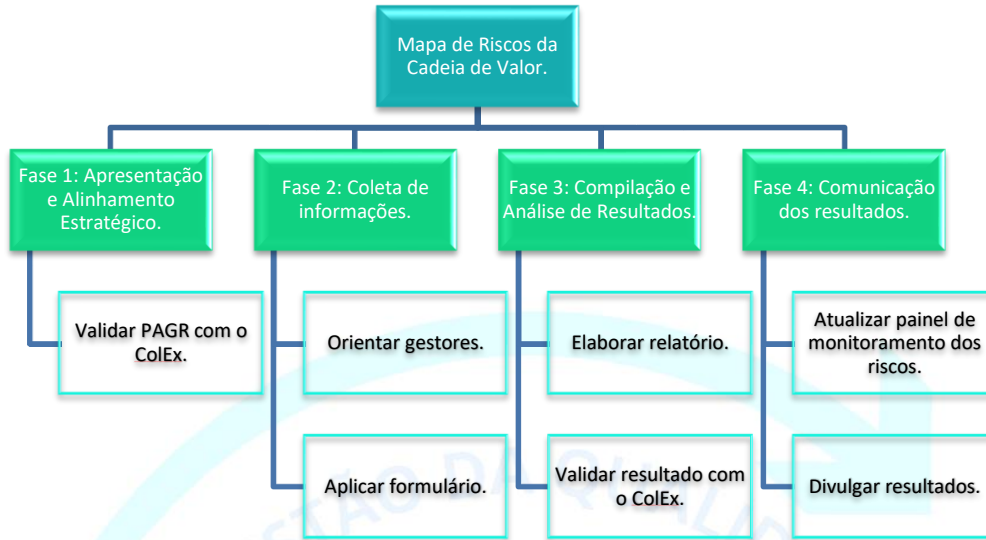 Mapa de Riscos da
Cadeia de Valor.
Fase 1: Apresentação
e Alinhamento
Estratégico.
Validar PAGR com o
ColEx.
Fase 2: Coleta de
informações.
Orientar gestores.
Aplicar formulário.
Fase 3: Compilação e
Análise de Resultados.
Elaborar relatório.
Validar resultado com
o ColEx.
Fase 4: Comunicação
dos resultados.
Atualizar painel de
monitoramento dos
riscos.
Divulgar resultados.
DA